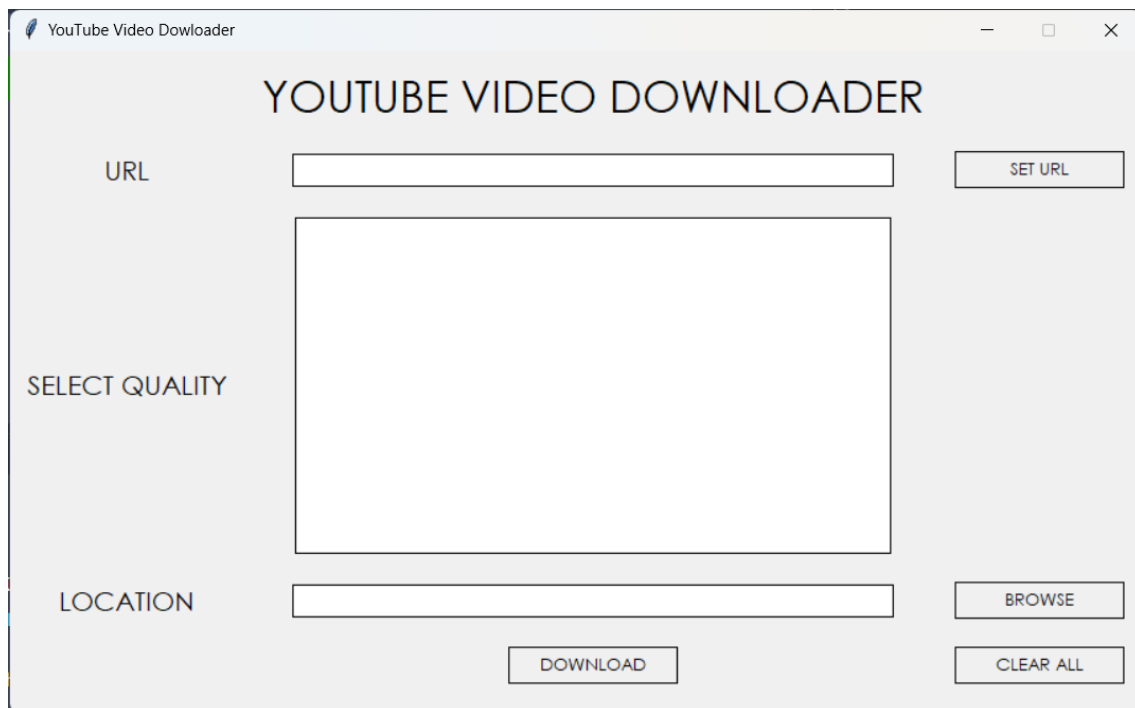 YouTube Video Dowloader
YOUTUBE VIDEO DOWNLOADER
URL
SET URL
SELECT QUALITY
LOCATION
BROWSE
DOWNLOAD
CLEAR ALL